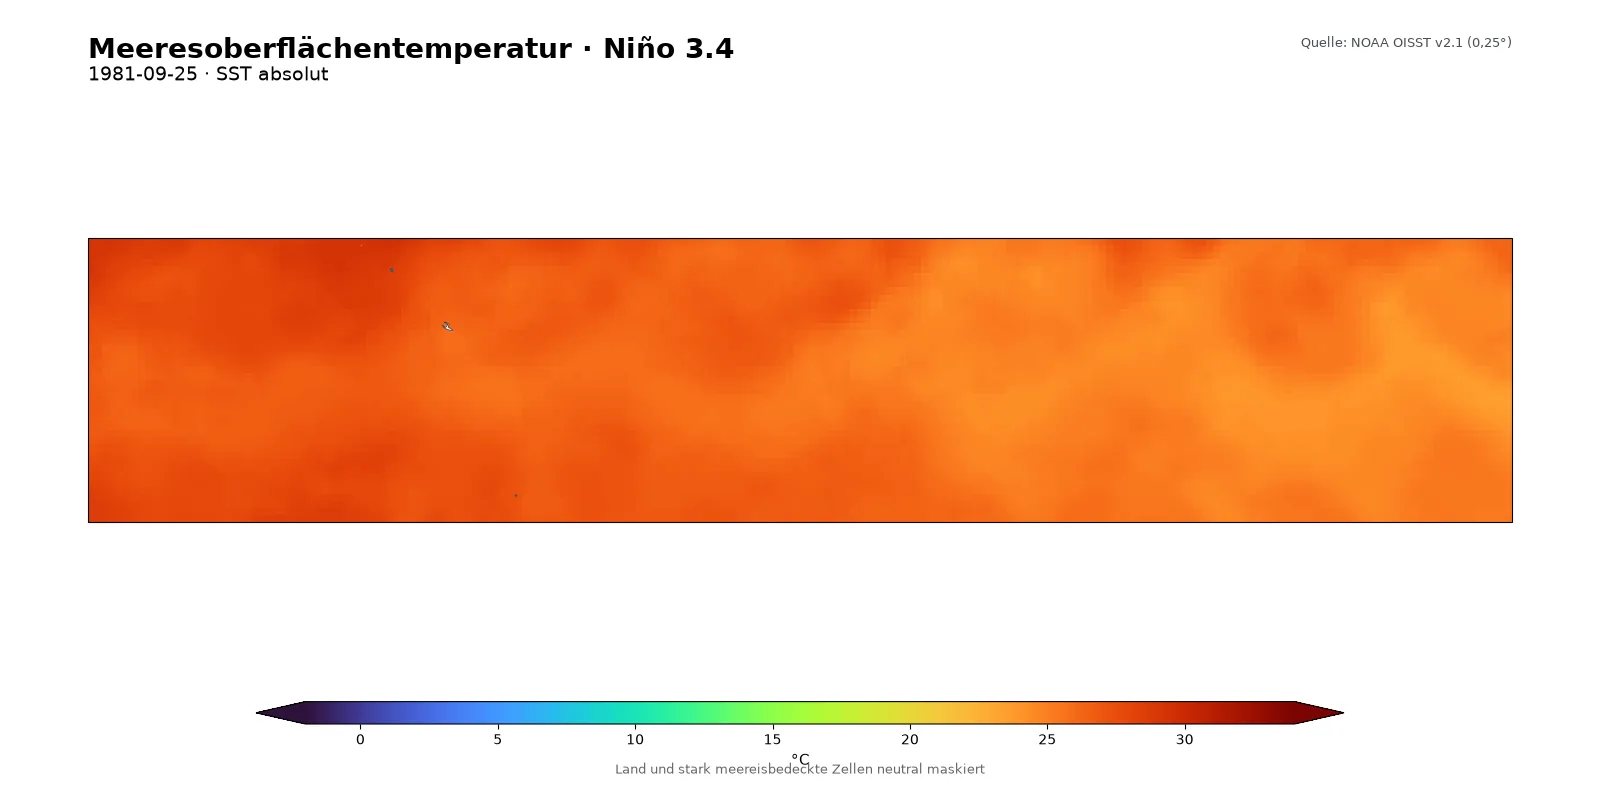 Meeresoberflächentemperatur · Niño 3.4
1981-09-25 · SST absolut
Quelle: NOAA OISST v2.1 (0,25°)
0 5 10 15 20 25 30
°C
Land und stark meereisbedeckte Zellen neutral maskiert